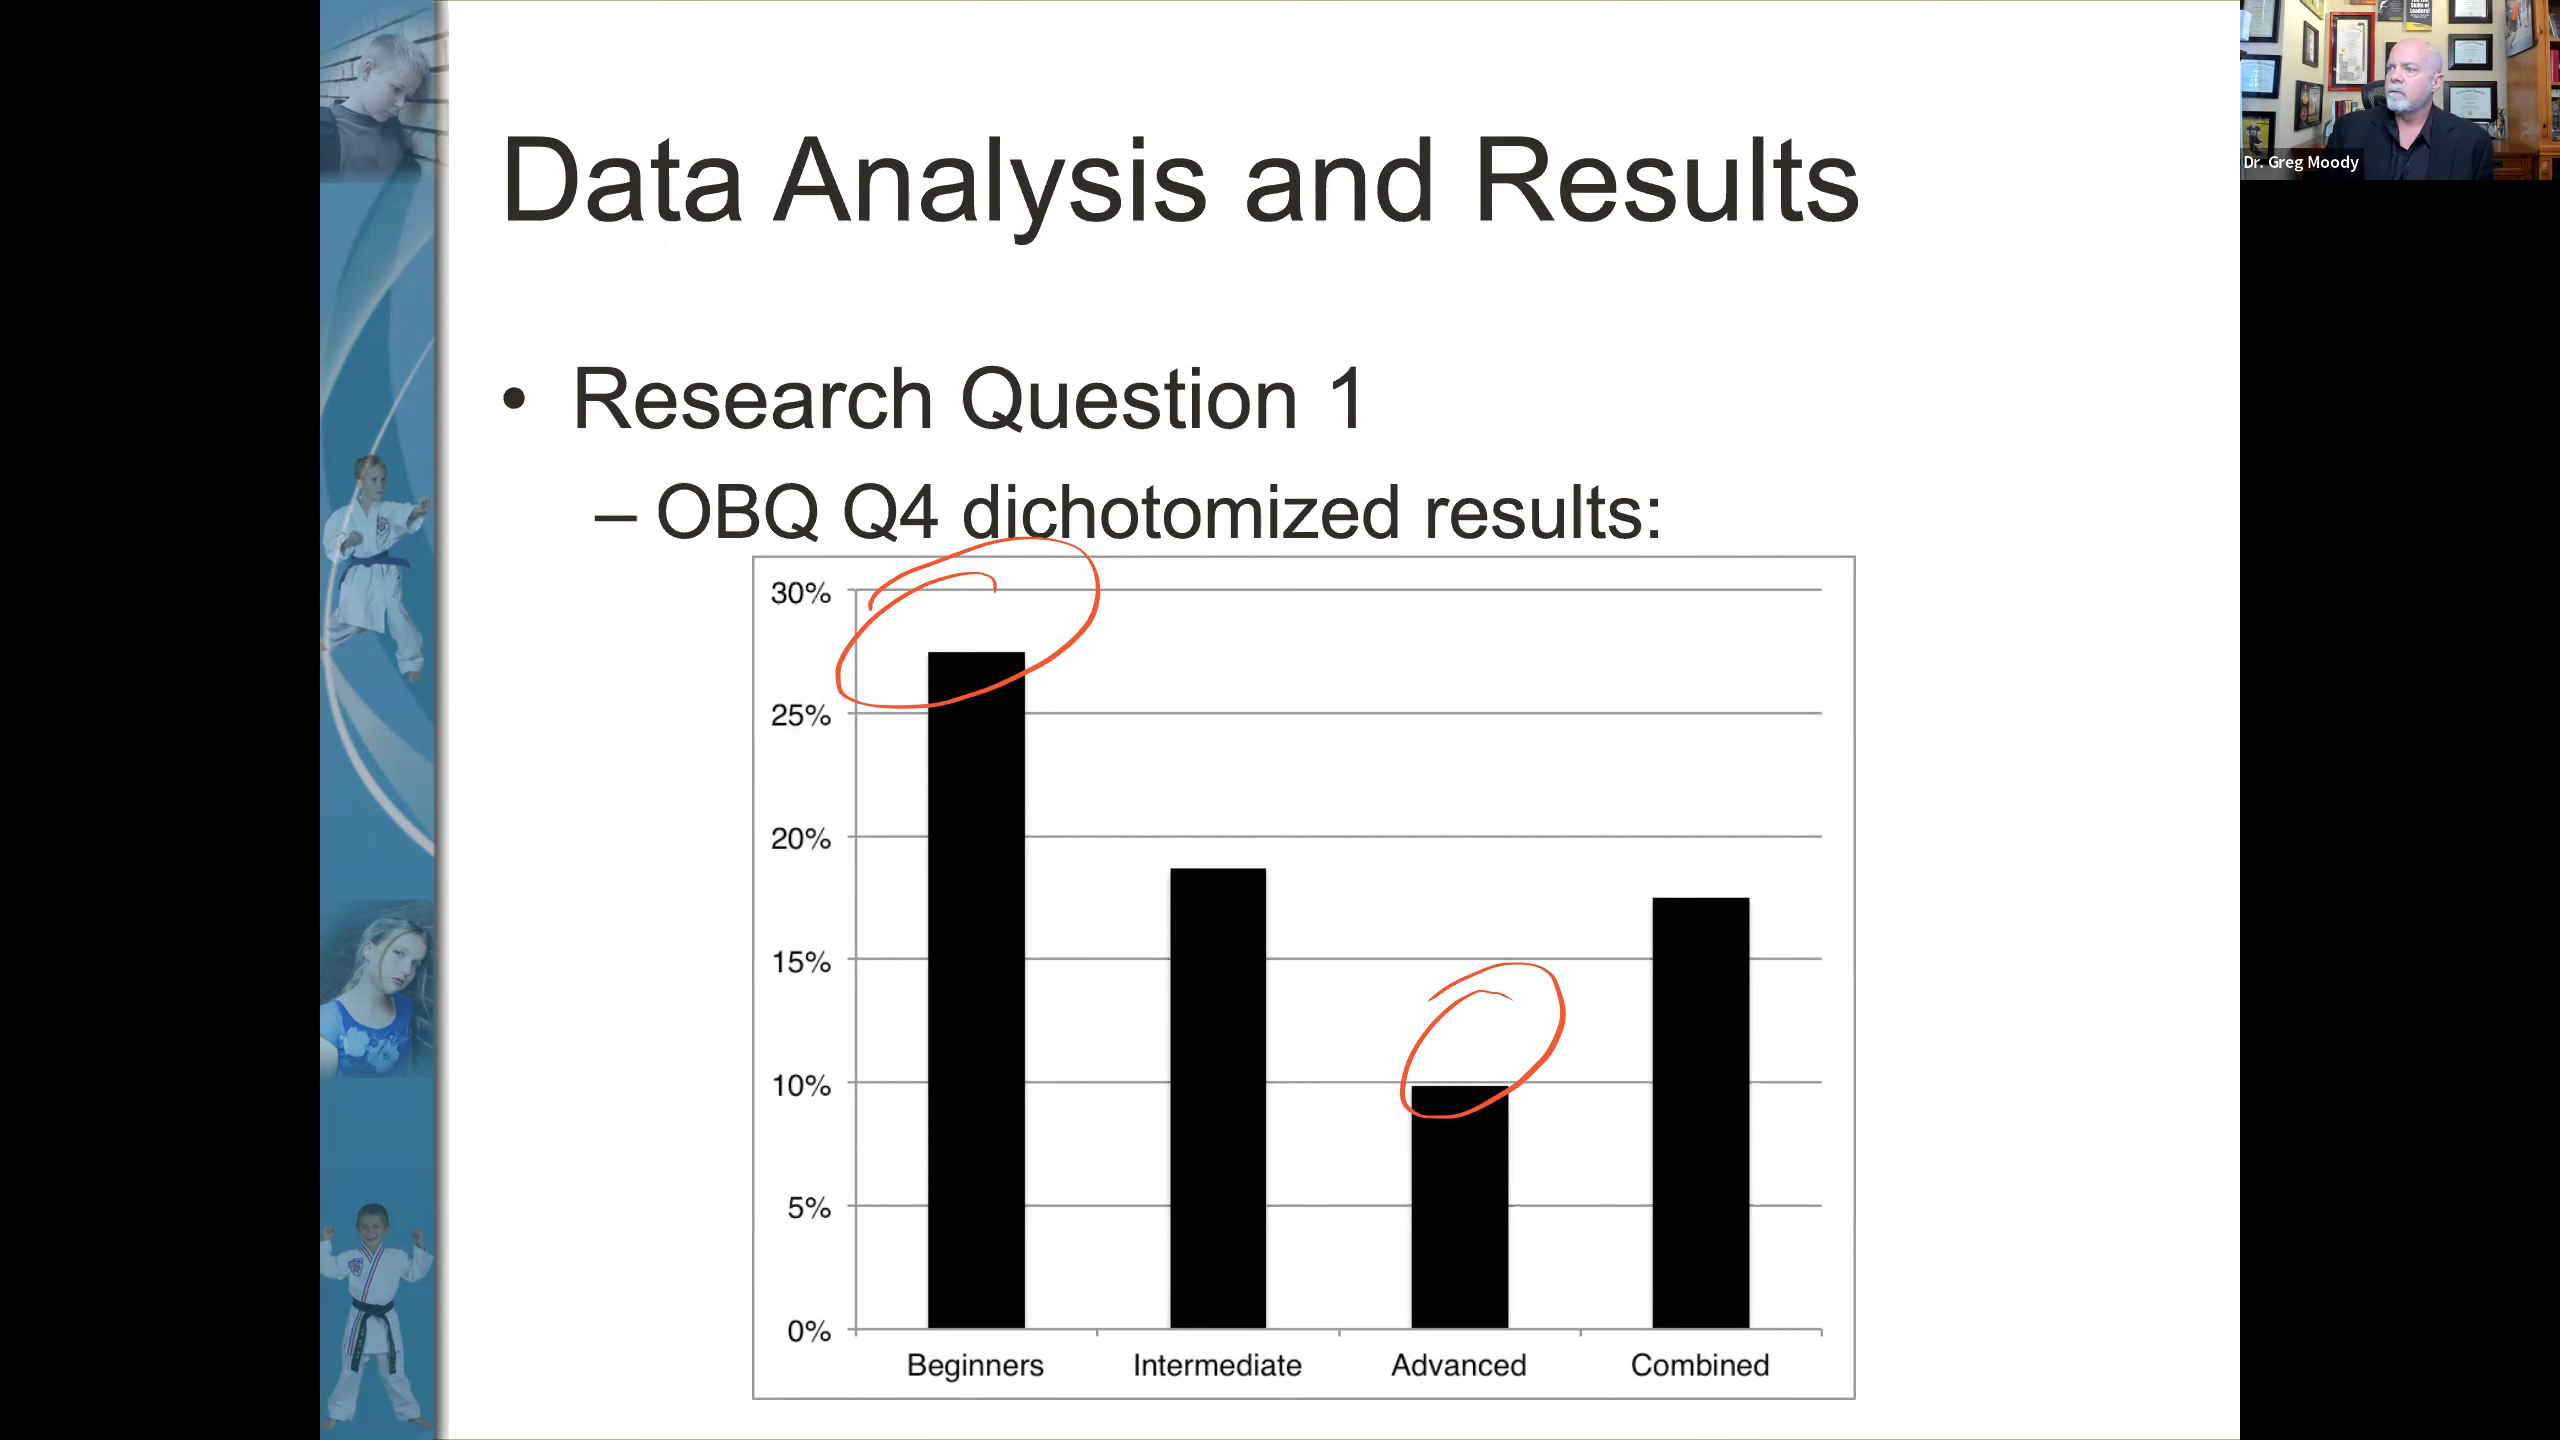 Data Analysis and Results
• Research Question 1
– OBQ Q4 dichotomized results:
30%
25%
20%
15%
10%
5%
0%
Beginners Intermediate Advanced Combined
Dr. Greg Moody